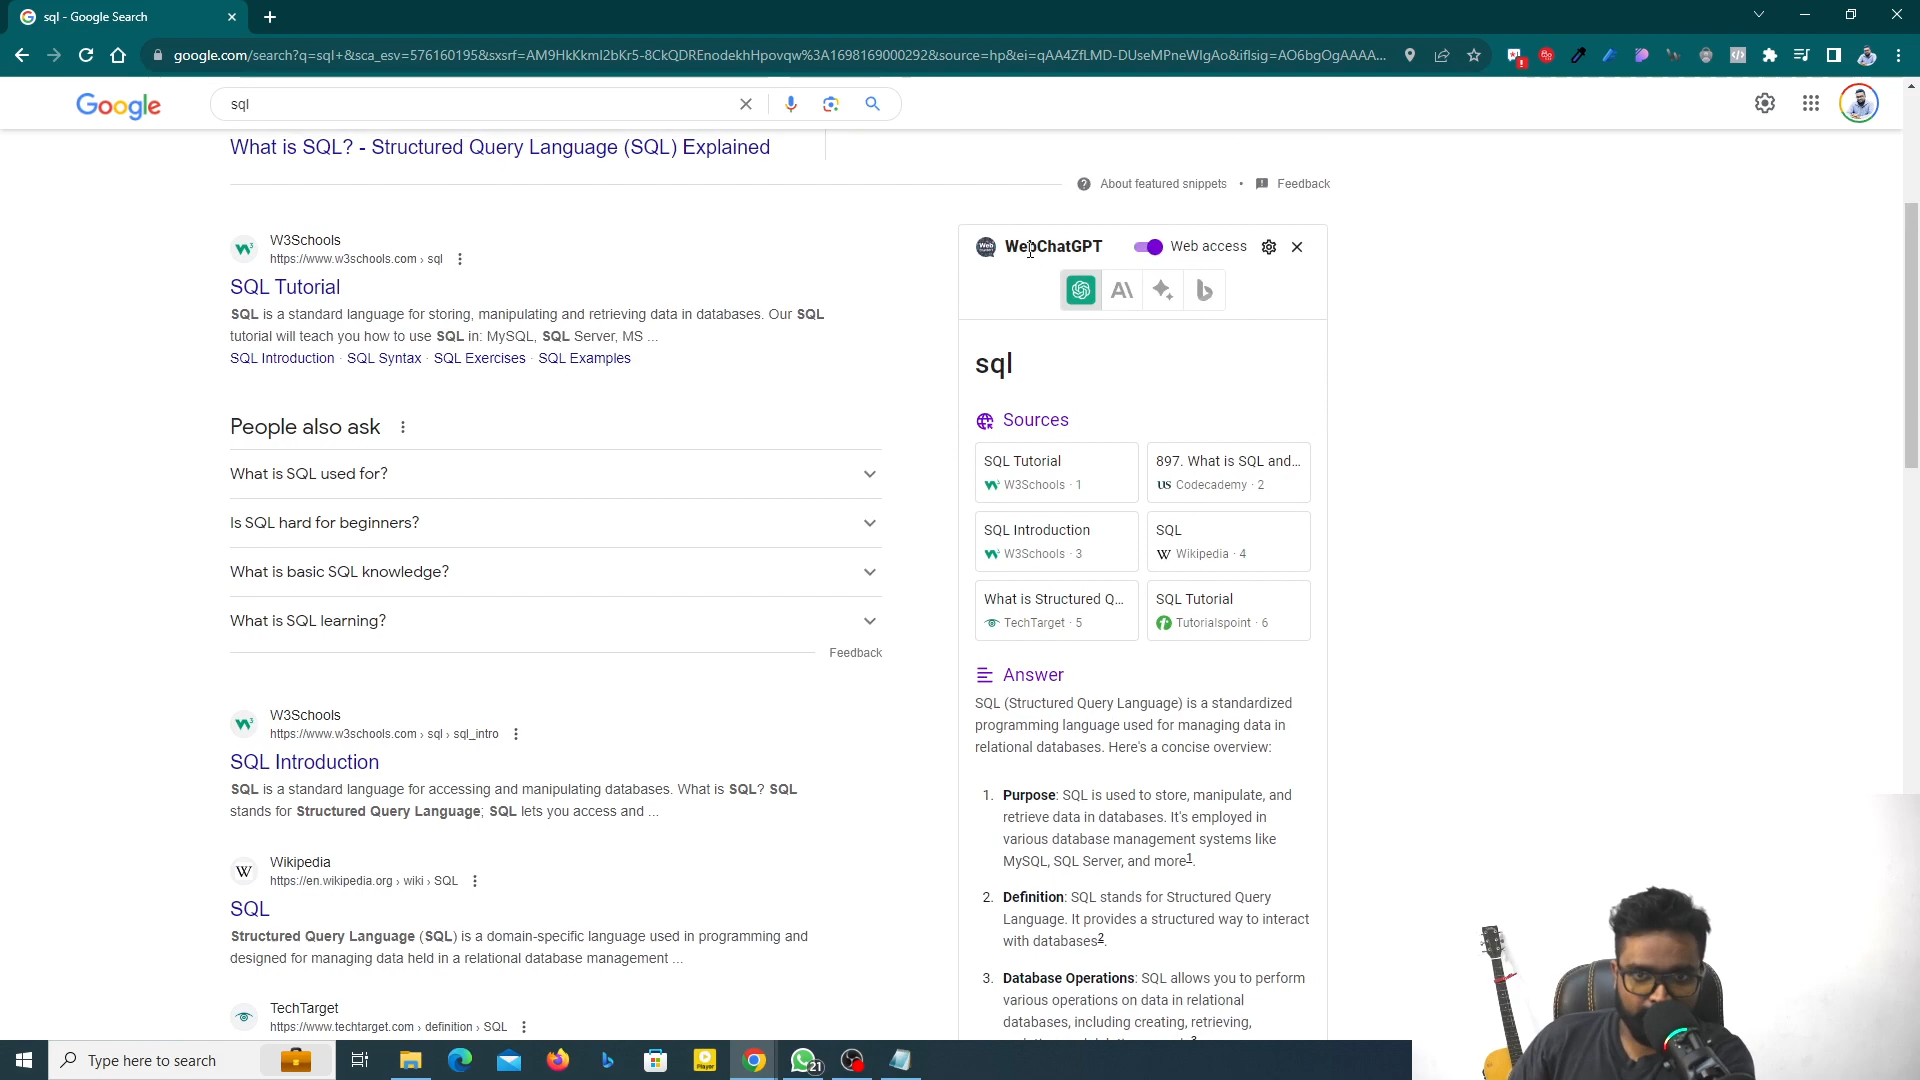 sql - Google Search
google.com/search?q=sql+&sca_esv=576160195&sxsrf=AM9HkKkml2bKr5-8CkQDREnodekhHpovqw%3A1698169000292&source=hp&ei=qAA4ZfLMD-DUseMPneWIgAo&iflsig=AO6bgOgAAAA...
Google
sql
What is SQL? - Structured Query Language (SQL) Explained
About featured snippets • Feedback
W3Schools
https://www.w3schools.com › sql
SQL Tutorial
SQL is a standard language for storing, manipulating and retrieving data in databases. Our SQL
tutorial will teach you how to use SQL in: MySQL, SQL Server, MS ...
SQL Introduction · SQL Syntax · SQL Exercises · SQL Examples
People also ask
What is SQL used for?
Is SQL hard for beginners?
What is basic SQL knowledge?
What is SQL learning?
Feedback
W3Schools
https://www.w3schools.com › sql › sql_intro
SQL Introduction
SQL is a standard language for accessing and manipulating databases. What is SQL? SQL
stands for Structured Query Language; SQL lets you access and ...
Wikipedia
https://en.wikipedia.org › wiki › SQL
SQL
Structured Query Language (SQL) is a domain-specific language used in programming and
designed for managing data held in a relational database management ...
TechTarget
https://www.techtarget.com › definition › SQL
WebChatGPT
Web access
sql
Sources
SQL Tutorial
W3Schools · 1
897. What is SQL and...
Codecademy · 2
SQL Introduction
W3Schools · 3
SQL
Wikipedia · 4
What is Structured Q...
TechTarget · 5
SQL Tutorial
Tutorialspoint · 6
Answer
SQL (Structured Query Language) is a standardized
programming language used for managing data in
relational databases. Here's a concise overview:
1. Purpose: SQL is used to store, manipulate, and
retrieve data in databases. It's employed in
various database management systems like
MySQL, SQL Server, and more1.
2. Definition: SQL stands for Structured Query
Language. It provides a structured way to interact
with databases2.
3. Database Operations: SQL allows you to perform
various operations on data in relational
databases, including creating, retrieving,
Type here to search
Player
21